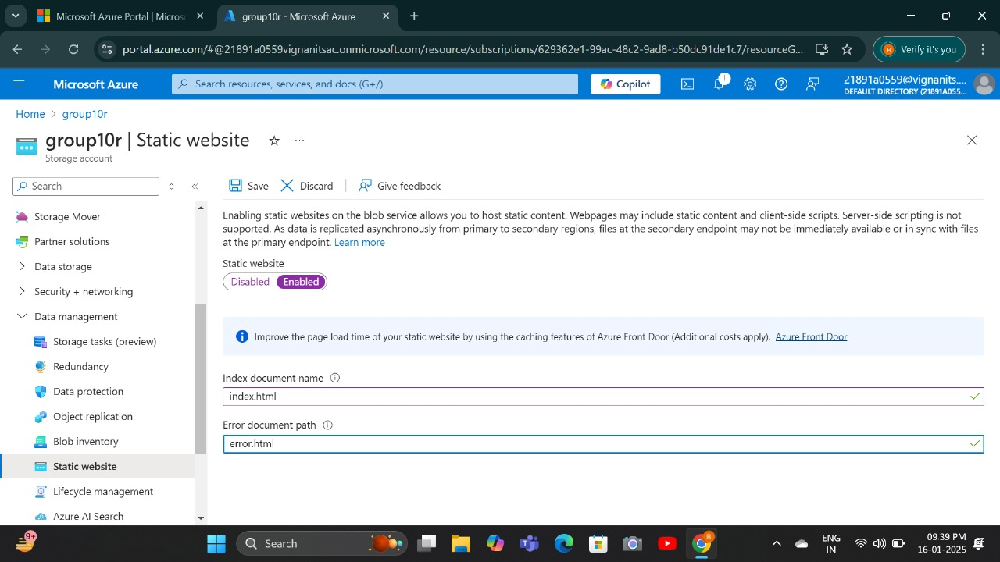 Microsoft Azure Portal | Micros
group10r - Microsoft Azure
portal.azure.com/#@21891a0559vignanitsac.onmicrosoft.com/resource/subscriptions/629362e1-99ac-48c2-9ad8-b50dc91de1c7/resourceG...
Verify it's you
R
Microsoft Azure
Search resources, services, and docs (G+/)
Copilot
1
21891a0559@vignanits....
DEFAULT DIRECTORY (21891A055...
Home > group10r
group10r | Static website
Storage account
Search
Save
Discard
Give feedback
Storage Mover
Partner solutions
Data storage
Security + networking
Data management
Storage tasks (preview)
Redundancy
Data protection
Object replication
Blob inventory
Static website
Lifecycle management
Azure AI Search
Enabling static websites on the blob service allows you to host static content. Webpages may include static content and client-side scripts. Server-side scripting is not
supported. As data is replicated asynchronously from primary to secondary regions, files at the secondary endpoint may not be immediately available or in sync with files
at the primary endpoint. Learn more
Static website
Disabled Enabled
Improve the page load time of your static website by using the caching features of Azure Front Door (Additional costs apply). Azure Front Door
Index document name
index.html
Error document path
error.html
9+
Search
R
ENG
IN
09:39 PM
16-01-2025